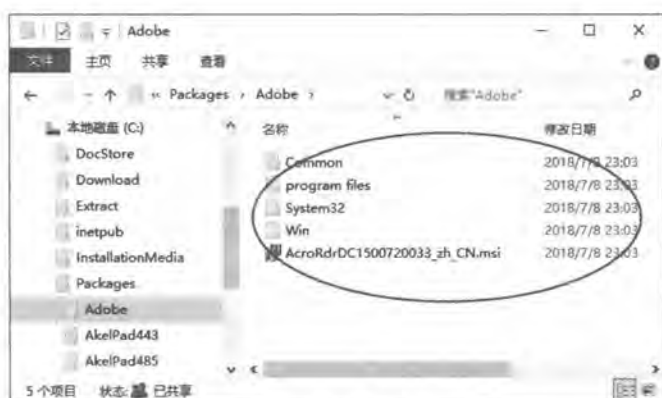 Adobe
文件 主页 共享 查看
« Packages › Adobe › 搜索"Adobe"
本地磁盘 (C:)
DocStore
Download
Extract
inetpub
InstallationMedia
Packages
Adobe
AkelPad443
AkelPad485
名称 修改日期
Common 2018/7/8 23:03
program files 2018/7/8 23:03
System32 2018/7/8 23:03
Win 2018/7/8 23:03
AcroRdrDC1500720033_zh_CN.msi 2018/7/8 23:03
5 个项目 状态: 已共享